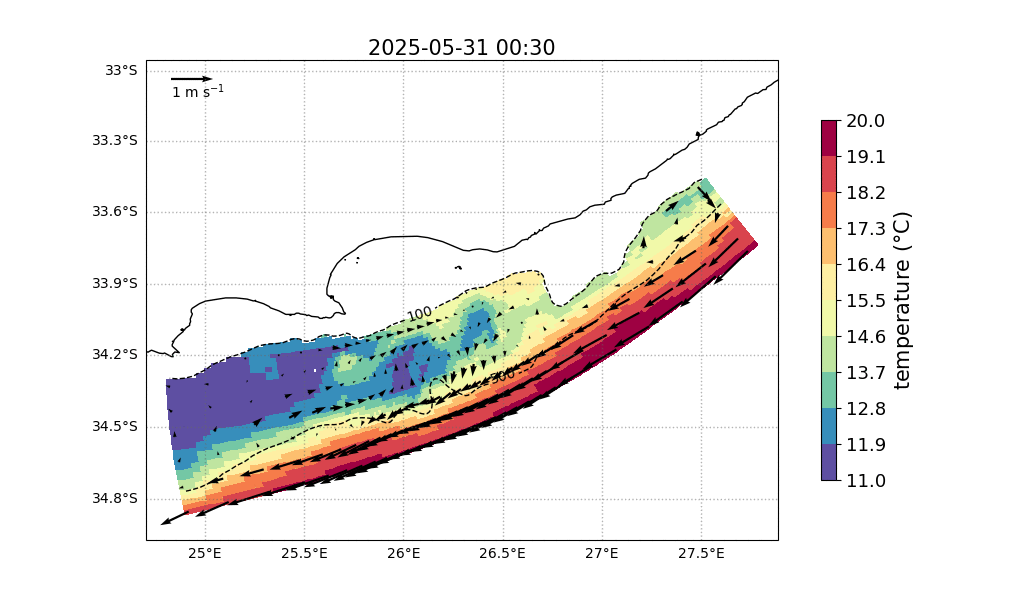 2025-05-31 00:30
1 m s⁻¹
33°S
33.3°S
33.6°S
33.9°S
34.2°S
34.5°S
34.8°S
25°E
25.5°E
26°E
26.5°E
27°E
27.5°E
100
300
20.0
19.1
18.2
17.3
16.4
15.5
14.6
13.7
12.8
11.9
11.0
temperature (°C)